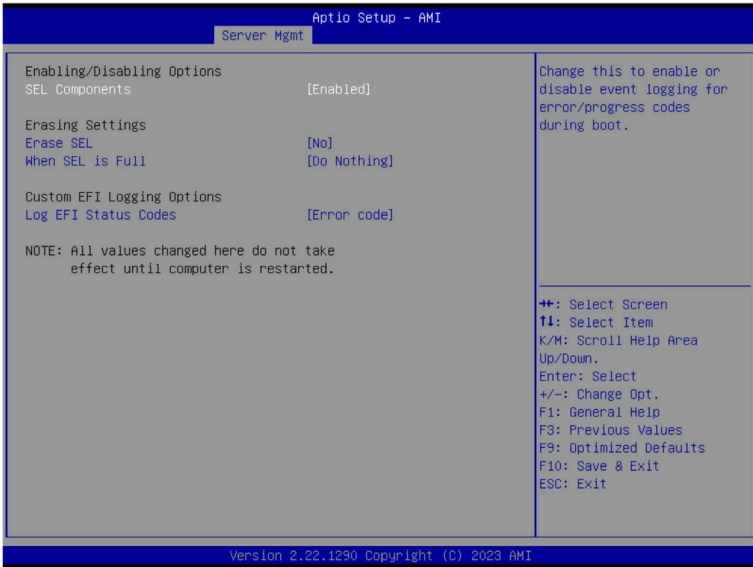 Aptio Setup – AMI
Server Mgmt
Enabling/Disabling Options
SEL Components [Enabled]
Erasing Settings
Erase SEL [No]
When SEL is Full [Do Nothing]
Custom EFI Logging Options
Log EFI Status Codes [Error code]
NOTE: All values changed here do not take
effect until computer is restarted.
Change this to enable or
disable event logging for
error/progress codes
during boot.
→←: Select Screen
↑↓: Select Item
K/M: Scroll Help Area
Up/Down.
Enter: Select
+/-: Change Opt.
F1: General Help
F3: Previous Values
F9: Optimized Defaults
F10: Save & Exit
ESC: Exit
Version 2.22.1290 Copyright (C) 2023 AMI